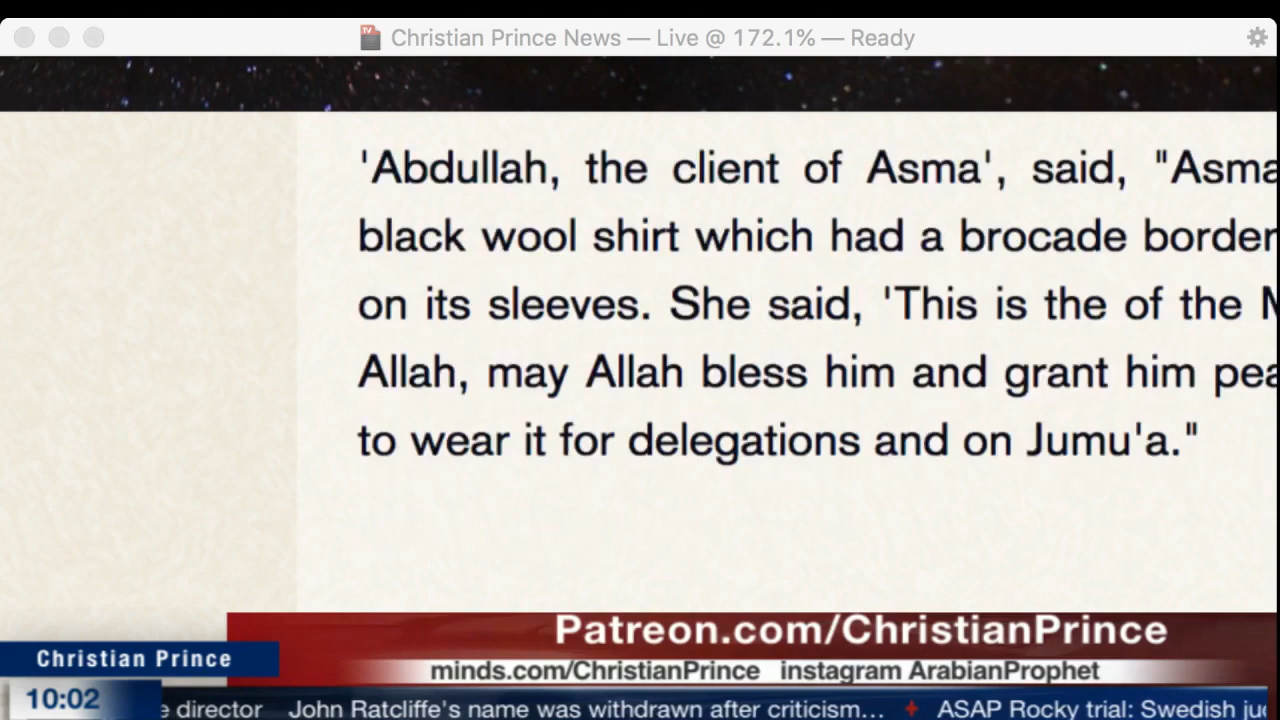 Christian Prince News — Live @ 172.1% — Ready
'Abdullah, the client of Asma', said, "Asma
black wool shirt which had a brocade border
on its sleeves. She said, 'This is the of the
Allah, may Allah bless him and grant him pea
to wear it for delegations and on Jumu'a."
Patreon.com/ChristianPrince
minds.com/ChristianPrince instagram ArabianProphet
Christian Prince
10:02
e director John Ratcliffe's name was withdrawn after criticism... ASAP Rocky trial: Swedish